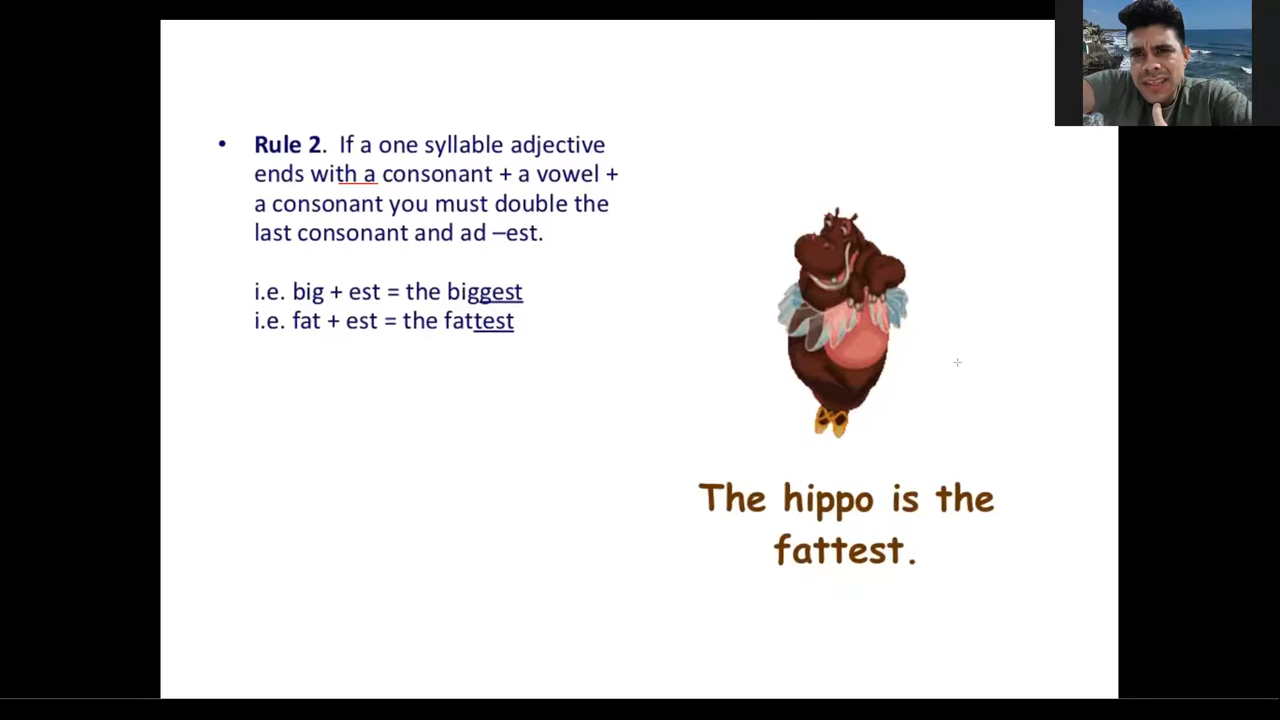 • Rule 2. If a one syllable adjective
ends with a consonant + a vowel +
a consonant you must double the
last consonant and ad –est.
i.e. big + est = the biggest
i.e. fat + est = the fattest
The hippo is the
fattest.